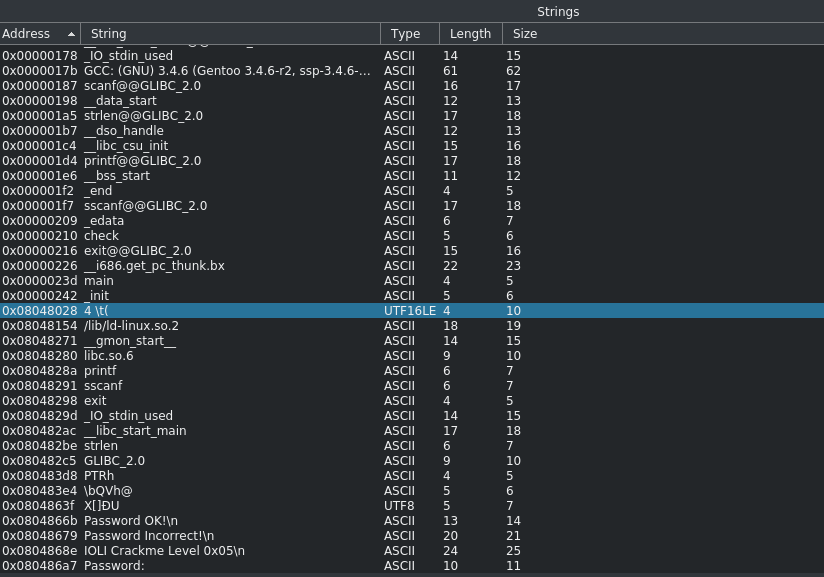 Strings
Address String Type Length Size
0x00000178 _IO_stdin_used ASCII 14 15
0x0000017b GCC: (GNU) 3.4.6 (Gentoo 3.4.6-r2, ssp-3.4.6-... ASCII 61 62
0x00000187 scanf@@GLIBC_2.0 ASCII 16 17
0x00000198 __data_start ASCII 12 13
0x000001a5 strlen@@GLIBC_2.0 ASCII 17 18
0x000001b7 __dso_handle ASCII 12 13
0x000001c4 __libc_csu_init ASCII 15 16
0x000001d4 printf@@GLIBC_2.0 ASCII 17 18
0x000001e6 __bss_start ASCII 11 12
0x000001f2 _end ASCII 4 5
0x000001f7 sscanf@@GLIBC_2.0 ASCII 17 18
0x00000209 _edata ASCII 6 7
0x00000210 check ASCII 5 6
0x00000216 exit@@GLIBC_2.0 ASCII 15 16
0x00000226 __i686.get_pc_thunk.bx ASCII 22 23
0x0000023d main ASCII 4 5
0x00000242 _init ASCII 5 6
0x08048028 4 \t( UTF16LE 4 10
0x08048154 /lib/ld-linux.so.2 ASCII 18 19
0x08048271 __gmon_start__ ASCII 14 15
0x08048280 libc.so.6 ASCII 9 10
0x0804828a printf ASCII 6 7
0x08048291 sscanf ASCII 6 7
0x08048298 exit ASCII 4 5
0x0804829d _IO_stdin_used ASCII 14 15
0x080482ac __libc_start_main ASCII 17 18
0x080482be strlen ASCII 6 7
0x080482c5 GLIBC_2.0 ASCII 9 10
0x080483d8 PTRh ASCII 4 5
0x080483e4 \bQVh@ ASCII 5 6
0x0804863f X[]ÐU UTF8 5 7
0x0804866b Password OK!\n ASCII 13 14
0x08048679 Password Incorrect!\n ASCII 20 21
0x0804868e IOLI Crackme Level 0x05\n ASCII 24 25
0x080486a7 Password: ASCII 10 11